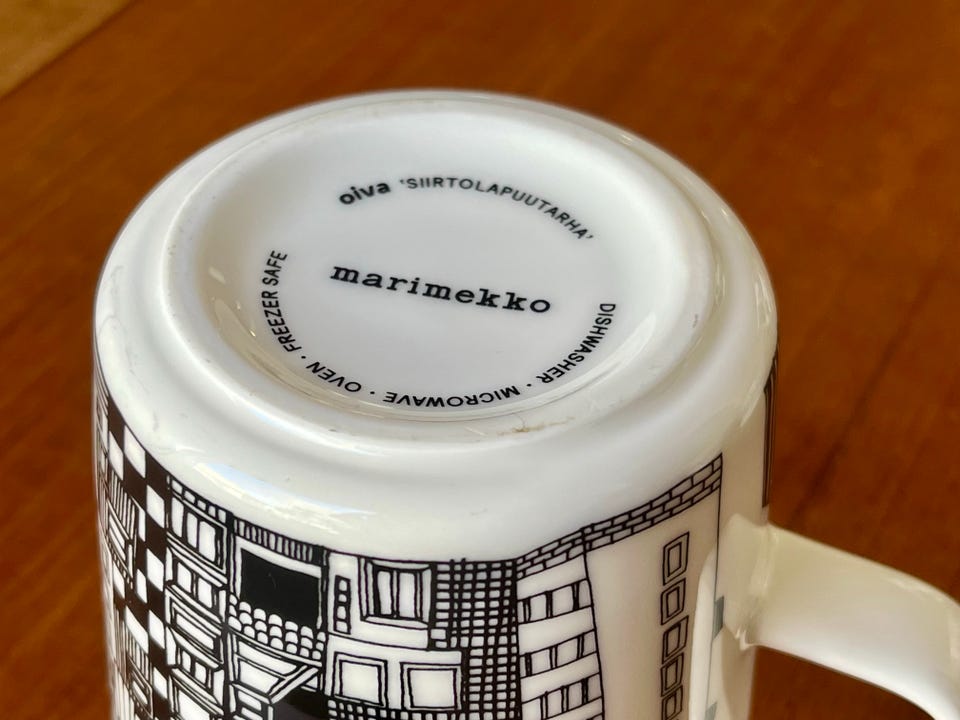 oiva 'SIIRTOLAPUUTARHA'
marimekko
DISHWASHER · MICROWAVE · OVEN · FREEZER SAFE